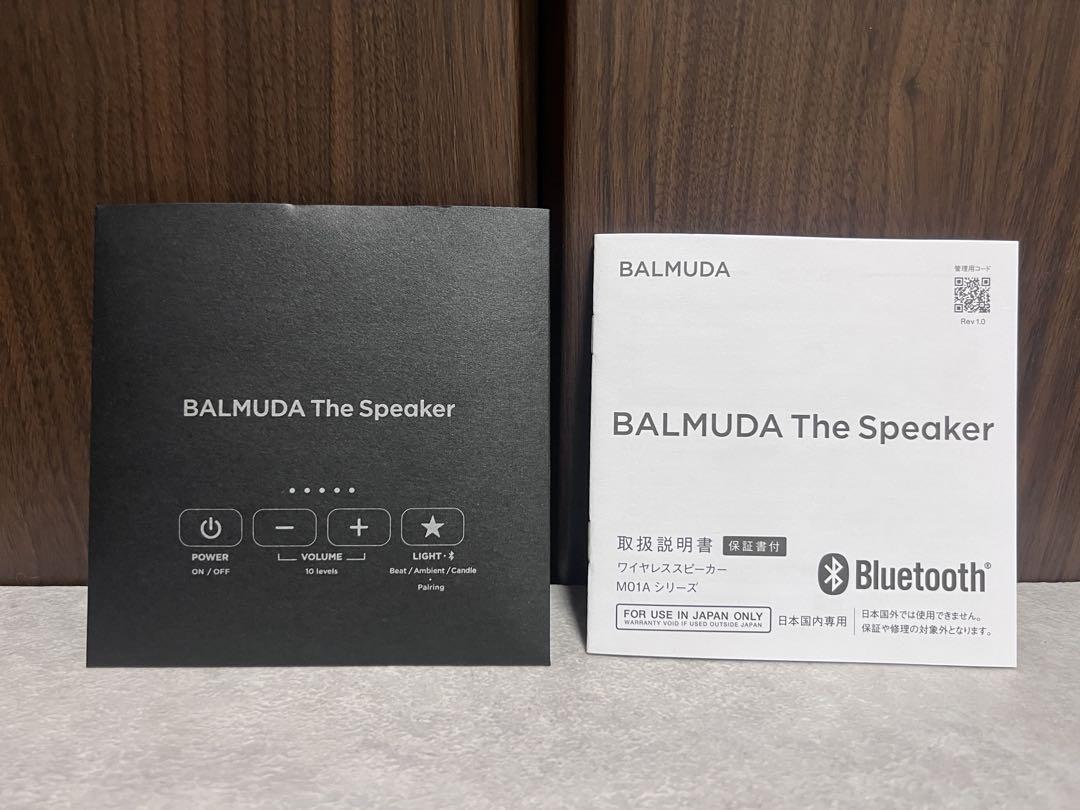 BALMUDA The Speaker
POWER
ON / OFF
VOLUME
10 levels
LIGHT・
Beat / Ambient / Candle
・
Pairing
BALMUDA
管理用コード
Rev 1.0
BALMUDA The Speaker
取扱説明書 保証書付
ワイヤレススピーカー
M01A シリーズ
Bluetooth®
FOR USE IN JAPAN ONLY
WARRANTY VOID IF USED OUTSIDE JAPAN
日本国内専用
日本国外では使用できません。
保証や修理の対象外となります。